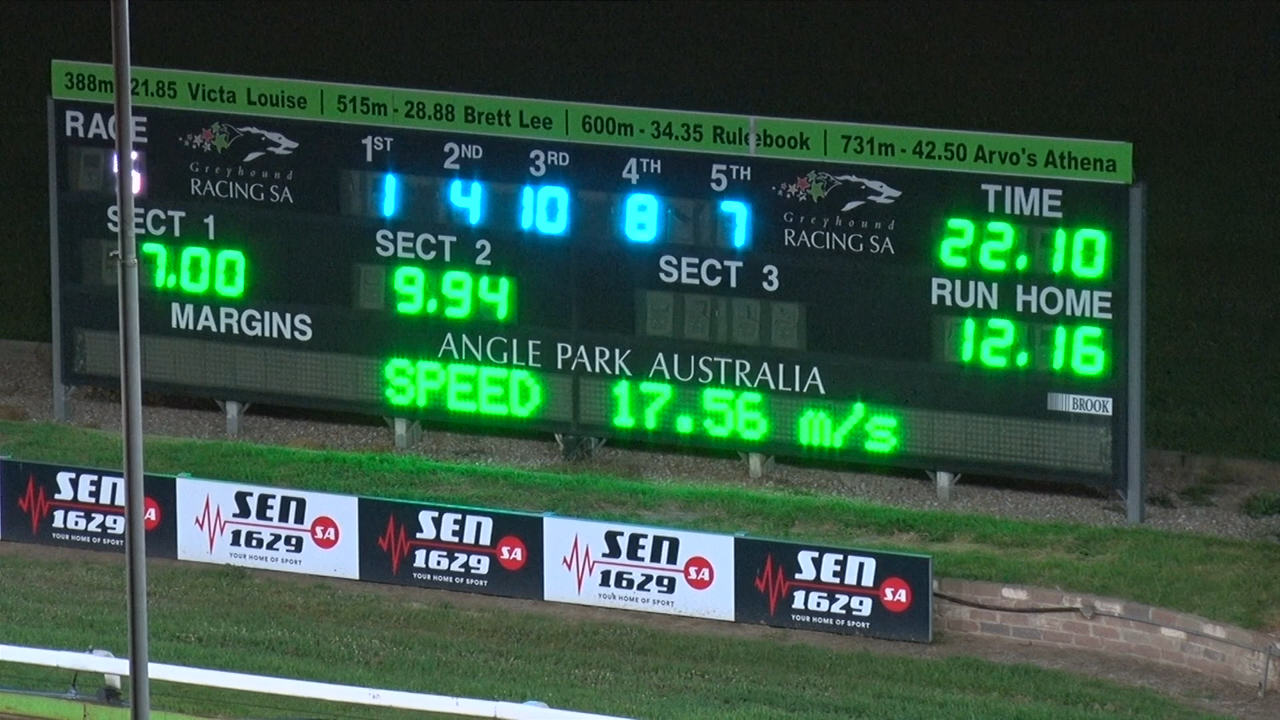 388m - 21.85 Victa Louise | 515m - 28.88 Brett Lee | 600m - 34.35 Rulebook | 731m - 42.50 Arvo's Athena
RACE
Greyhound
RACING SA
1ST 2ND 3RD 4TH 5TH
1 4 10 8 7
Greyhound
RACING SA
TIME
22.10
SECT 1
7.00
SECT 2
9.94
SECT 3
RUN HOME
12.16
MARGINS
ANGLE PARK AUSTRALIA
SPEED 17.56 m/s
BROOK
SEN
1629
YOUR HOME OF SPORT
SEN
1629 SA
YOUR HOME OF SPORT
SEN
1629 SA
YOUR HOME OF SPORT
SEN
1629 SA
YOUR HOME OF SPORT
SEN
1629 SA
YOUR HOME OF SPORT